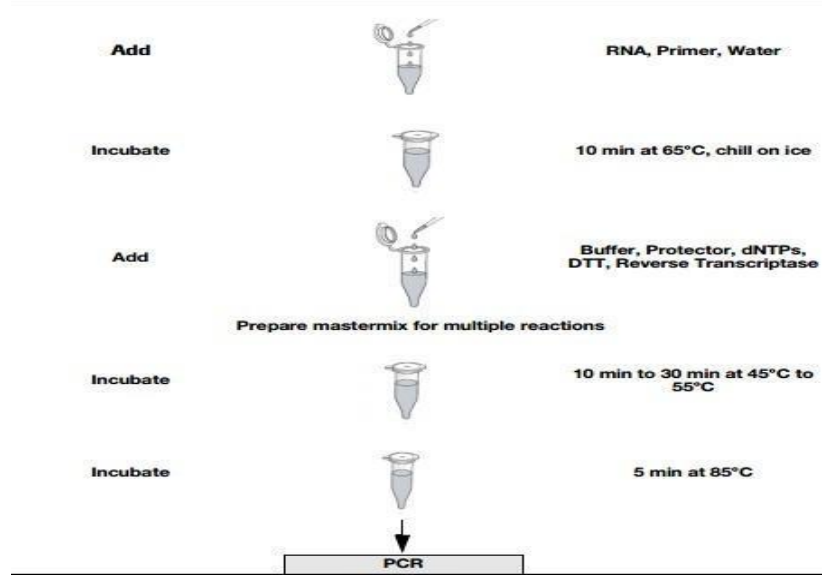 Add
RNA, Primer, Water
Incubate
10 min at 65°C, chill on ice
Add
Buffer, Protector, dNTPs,
DTT, Reverse Transcriptase
Prepare mastermix for multiple reactions
Incubate
10 min to 30 min at 45°C to
55°C
Incubate
5 min at 85°C
PCR